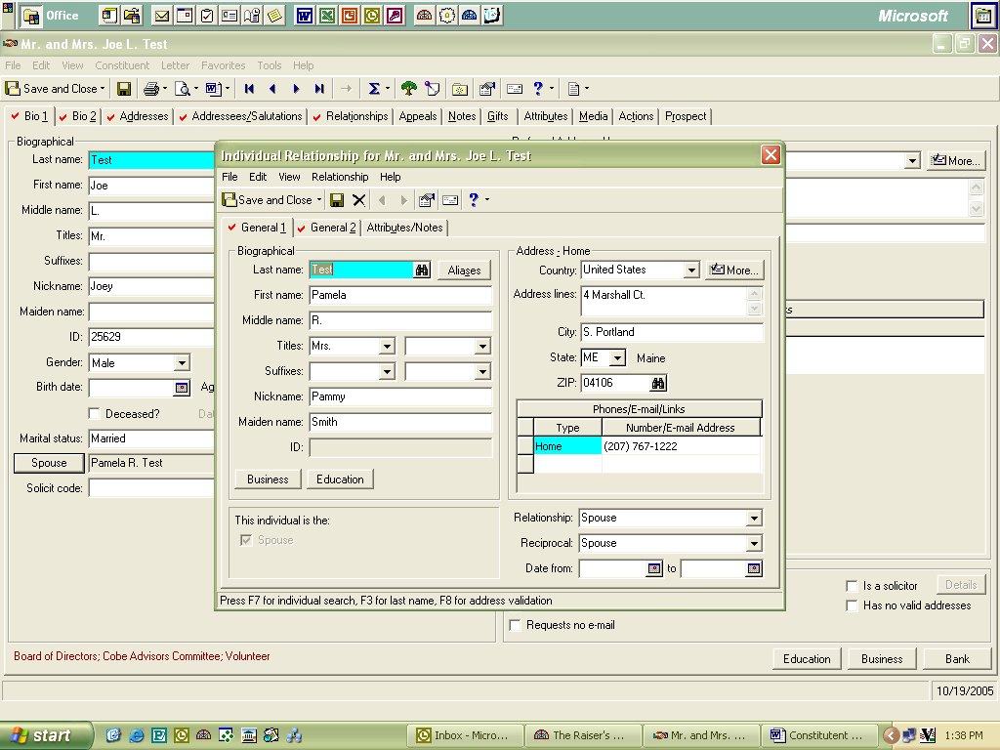 Office Microsoft
Mr. and Mrs. Joe L. Test
File Edit View Constituent Letter Favorites Tools Help
Save and Close
Bio 1 Bio 2 Addresses Addressees/Salutations Relationships Appeals Notes Gifts Attributes Media Actions Prospect
Biographical
Last name: Test
More...
First name: Joe
Middle name: L.
Titles: Mr.
Suffixes:
Nickname: Joey
Maiden name:
ID: 25629
Gender: Male
Birth date:
Deceased?
Marital status: Married
Spouse Pamela R. Test
Solicit code:
Individual Relationship for Mr. and Mrs. Joe L. Test
File Edit View Relationship Help
Save and Close
General 1 General 2 Attributes/Notes
Biographical
Last name: Test Aliases
First name: Pamela
Middle name: R.
Titles: Mrs.
Suffixes:
Nickname: Pammy
Maiden name: Smith
ID:
Business Education
This individual is the:
Spouse
Address - Home
Country: United States More...
Address lines: 4 Marshall Ct.
City: S. Portland
State: ME Maine
ZIP: 04106
Phones/E-mail/Links
Type Number/E-mail Address
Home (207) 767-1222
Relationship: Spouse
Reciprocal: Spouse
Date from: to
Press F7 for individual search, F3 for last name, F8 for address validation
Is a solicitor Details
Has no valid addresses
Requests no e-mail
Board of Directors; Cobe Advisors Committee; Volunteer
Education Business Bank
10/19/2005
start Inbox - Micro... The Raiser's ... Mr. and Mrs. ... Constitutent ... 1:38 PM